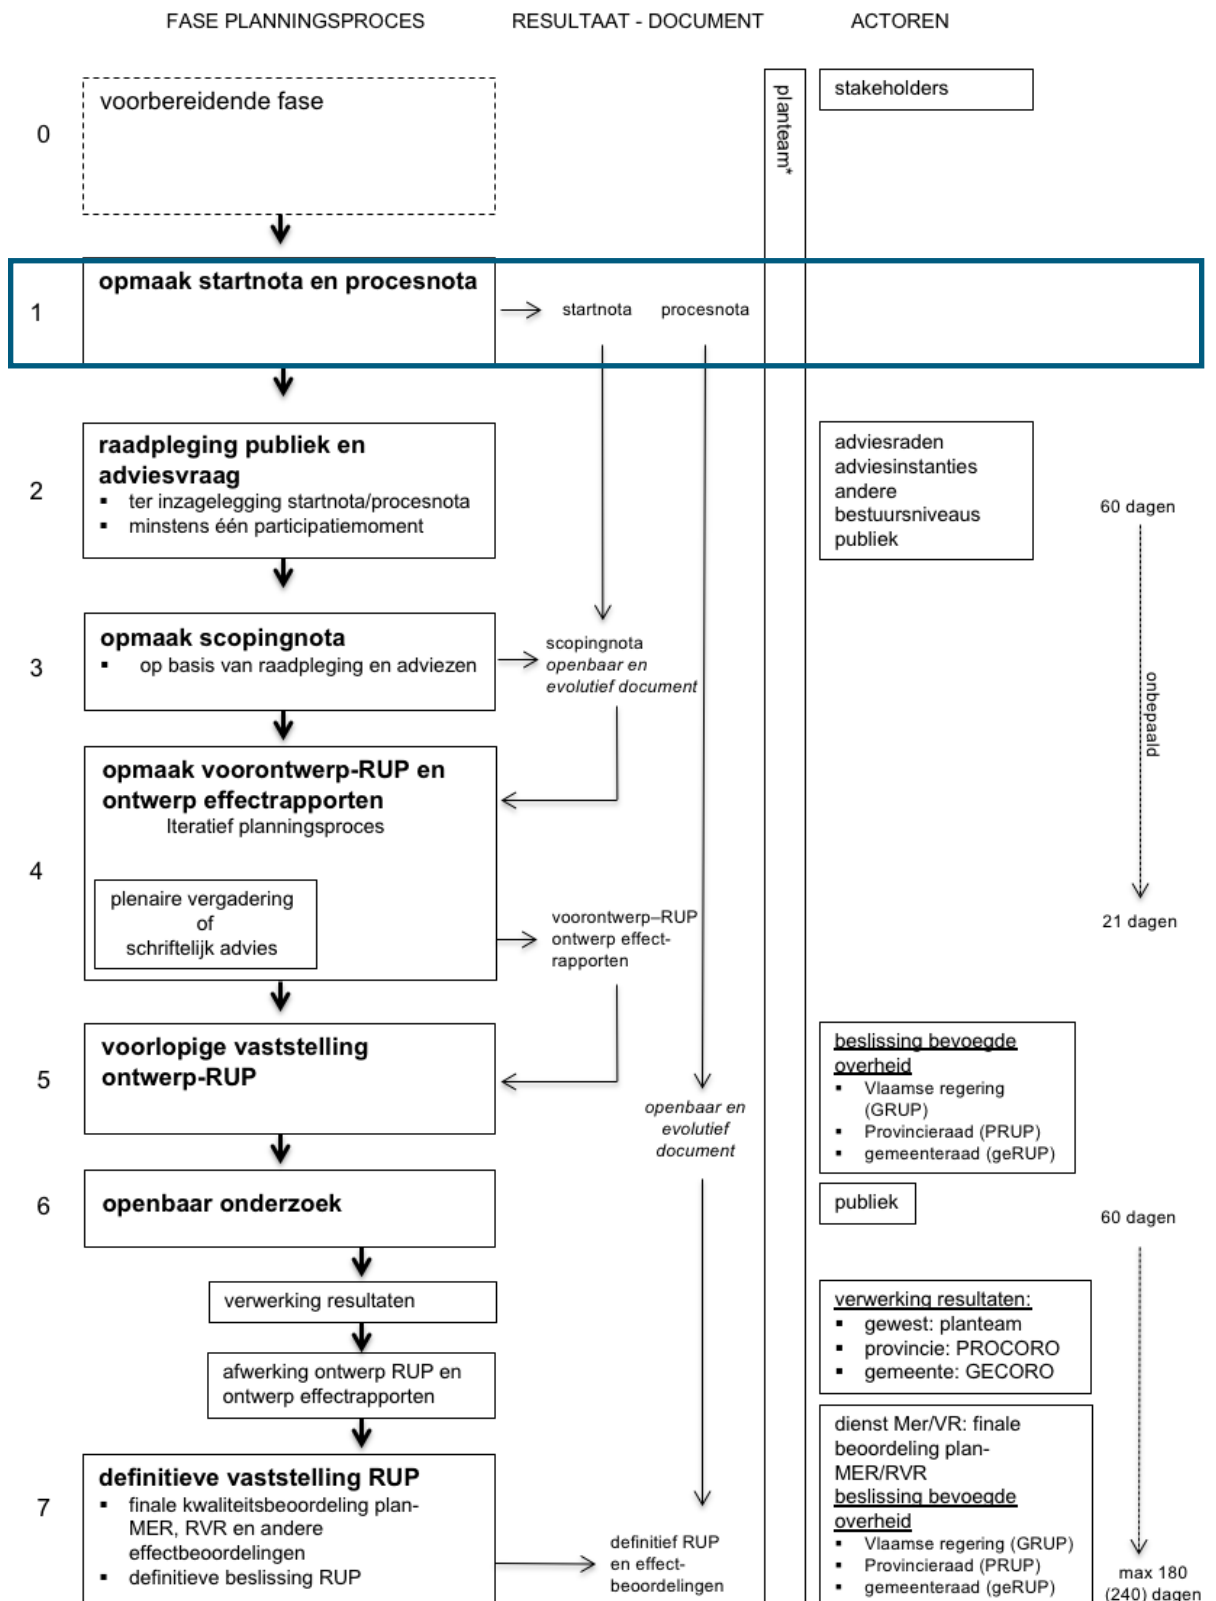 FASE PLANNINGSPROCES
RESULTAAT - DOCUMENT
ACTOREN
0
voorbereidende fase
planteam*
stakeholders
1
opmaak startnota en procesnota
startnota
procesnota
2
raadpleging publiek en
adviesvraag
▪ ter inzagelegging startnota/procesnota
▪ minstens één participatiemoment
adviesraden
adviesinstanties
andere
bestuursniveaus
publiek
60 dagen
3
opmaak scopingnota
▪ op basis van raadpleging en adviezen
scopingnota
openbaar en
evolutief document
onbepaald
4
opmaak voorontwerp-RUP en
ontwerp effectrapporten
Iteratief planningsproces
plenaire vergadering
of
schriftelijk advies
voorontwerp–RUP
ontwerp effect-
rapporten
21 dagen
5
voorlopige vaststelling
ontwerp-RUP
openbaar en
evolutief
document
beslissing bevoegde
overheid
▪ Vlaamse regering
(GRUP)
▪ Provincieraad (PRUP)
▪ gemeenteraad (geRUP)
6
openbaar onderzoek
publiek
60 dagen
verwerking resultaten
verwerking resultaten:
▪ gewest: planteam
▪ provincie: PROCORO
▪ gemeente: GECORO
afwerking ontwerp RUP en
ontwerp effectrapporten
7
definitieve vaststelling RUP
▪ finale kwaliteitsbeoordeling plan-
MER, RVR en andere
effectbeoordelingen
▪ definitieve beslissing RUP
definitief RUP
en effect-
beoordelingen
dienst Mer/VR: finale
beoordeling plan-
MER/RVR
beslissing bevoegde
overheid
▪ Vlaamse regering (GRUP)
▪ Provincieraad (PRUP)
▪ gemeenteraad (geRUP)
max 180
(240) dagen